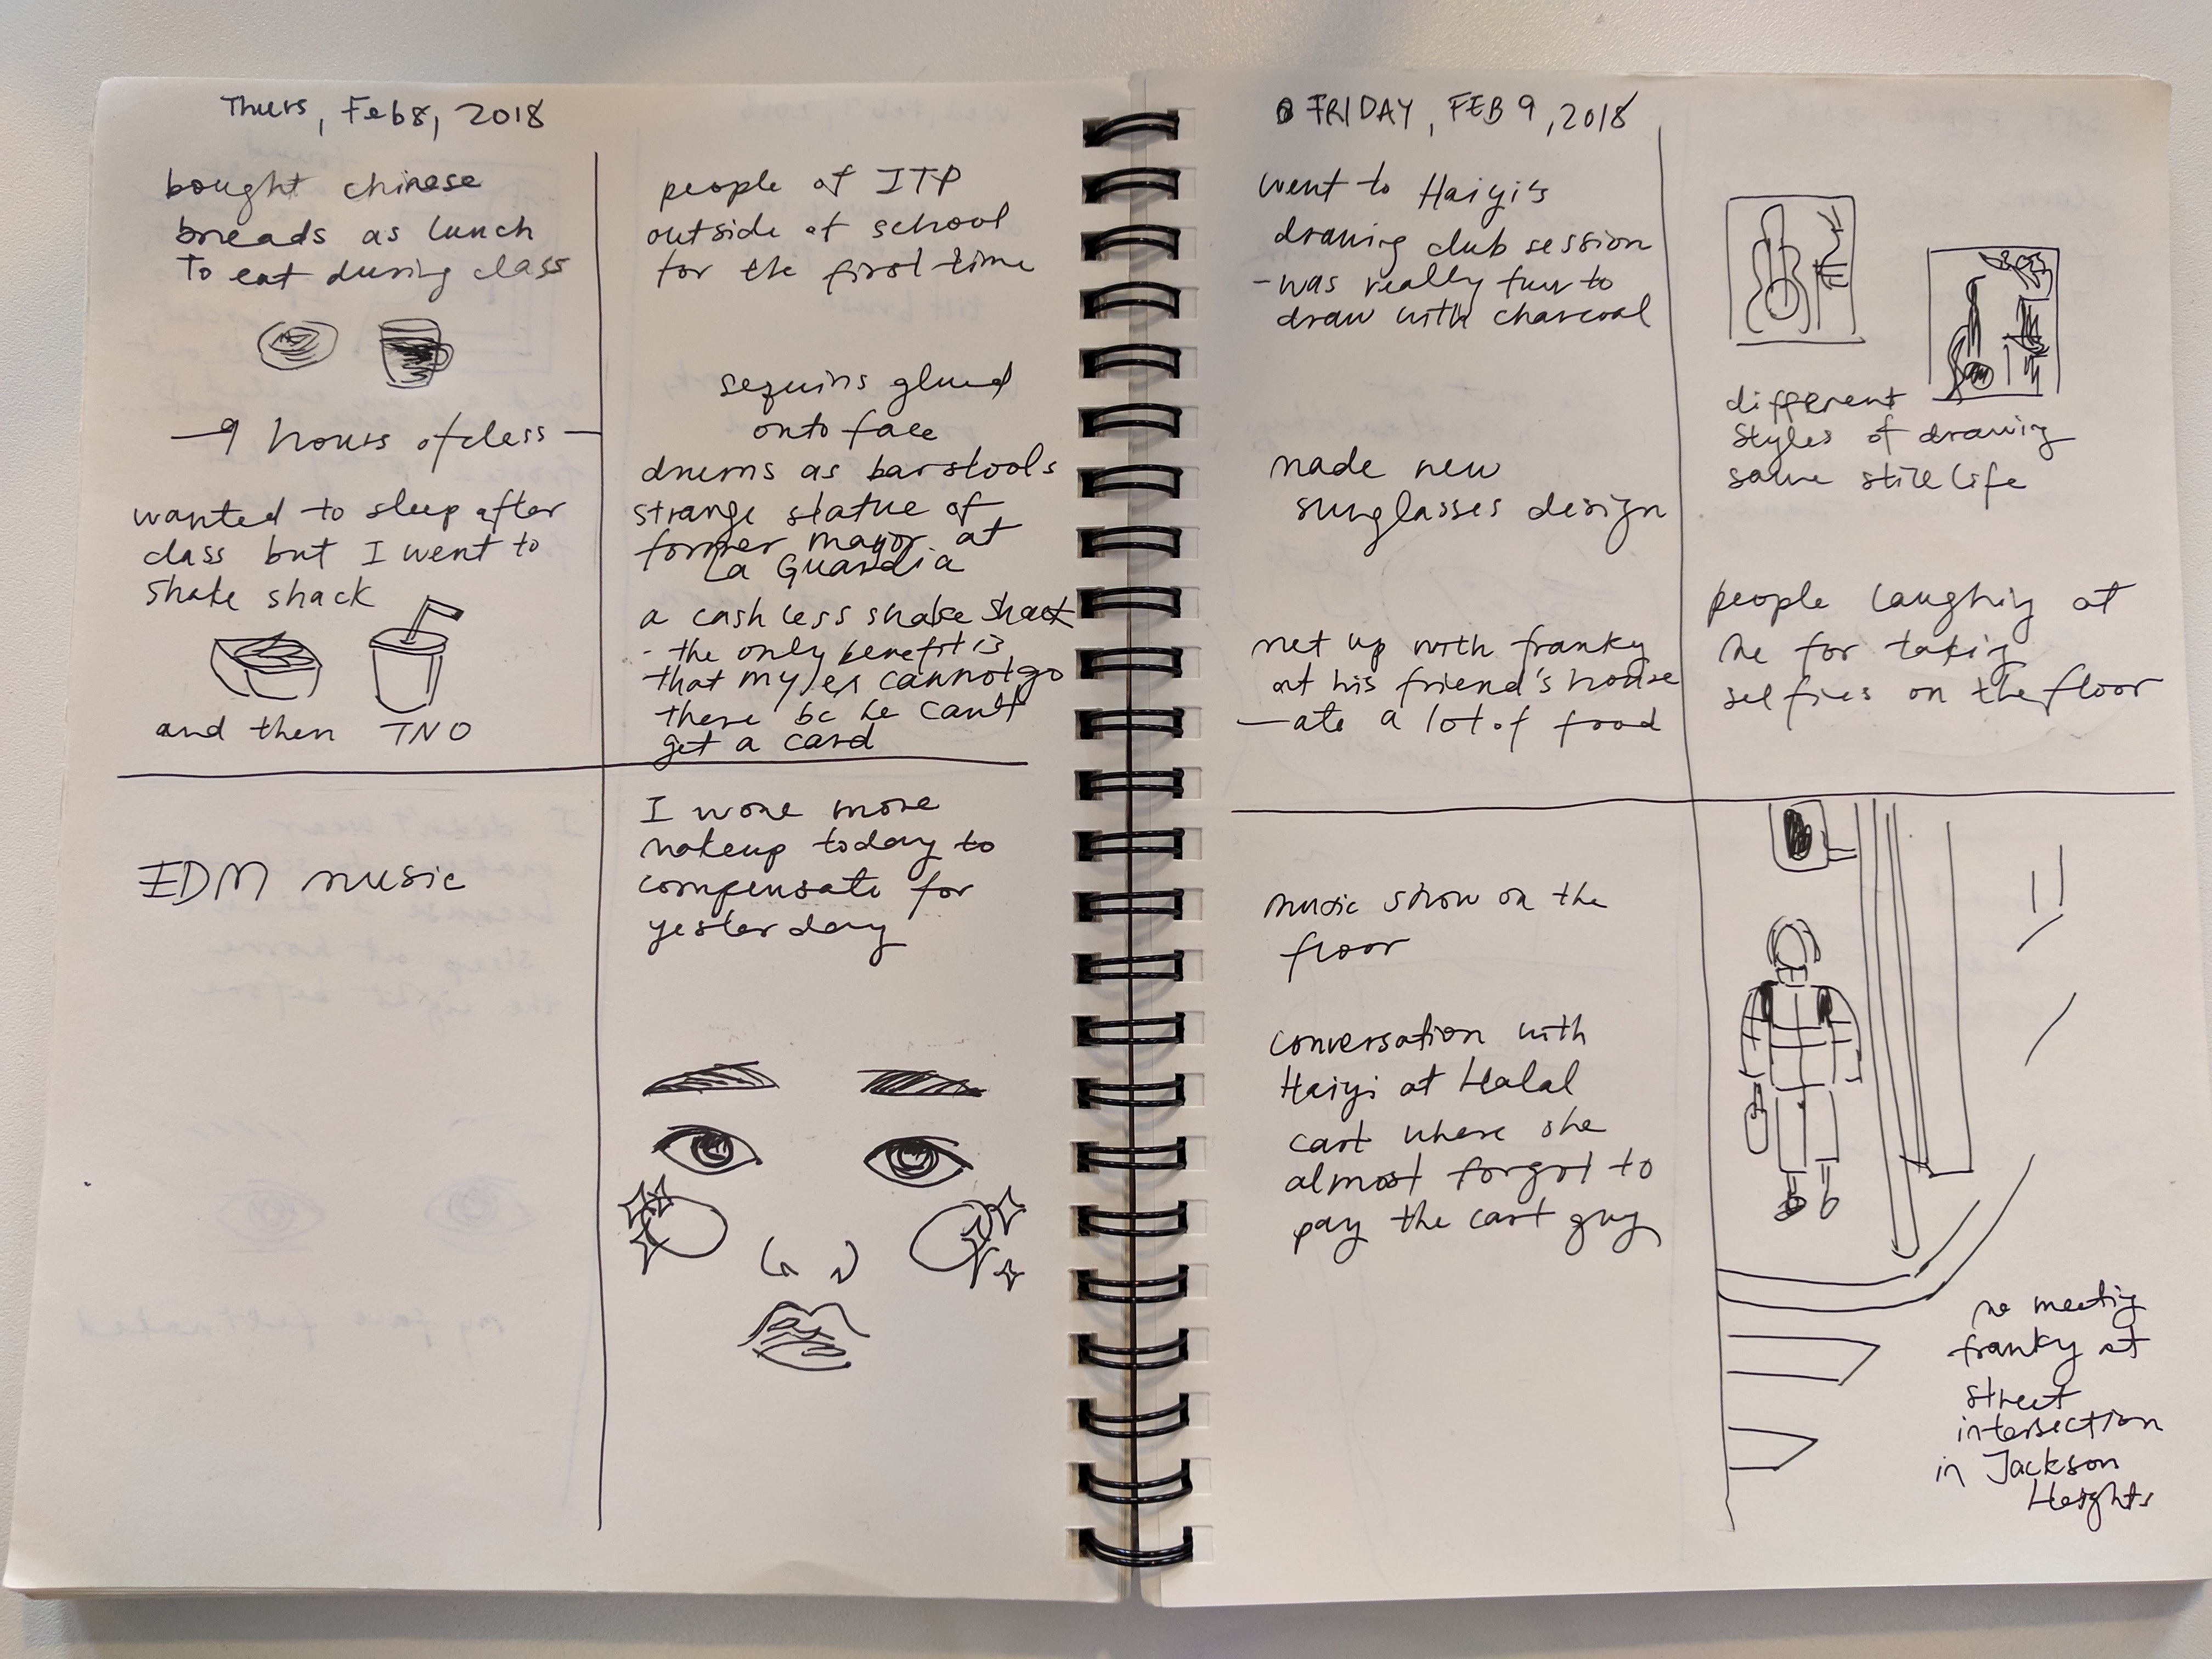 Thurs, Feb 8, 2018
bought chinese
breads as lunch
To eat during class
— 9 hours of class —
wanted to sleep after
class but I went to
shake shack
and then TNO
people of ITP
outside of school
for the first time
sequins glued
onto face
drums as barstools
strange statue of
former mayor at
La Guardia
a cashless shake shack
- the only benefit is
that my ex cannot go
there bc he can't
get a card
EDM music
I wore more
makeup today to
compensate for
yesterday
FRIDAY, FEB 9, 2018
went to Haiyi's
drawing club session
- was really fun to
draw with charcoal
made new
sunglasses design
met up with franky
at his friend's house
— ate a lot of food
different
styles of drawing
same still life
people laughing at
me for taking
selfies on the floor
music show on the
floor
conversation with
Haiyi at Halal
cart where she
almost forgot to
pay the cart guy
me meeting
franky at
street
intersection
in Jackson
Heights